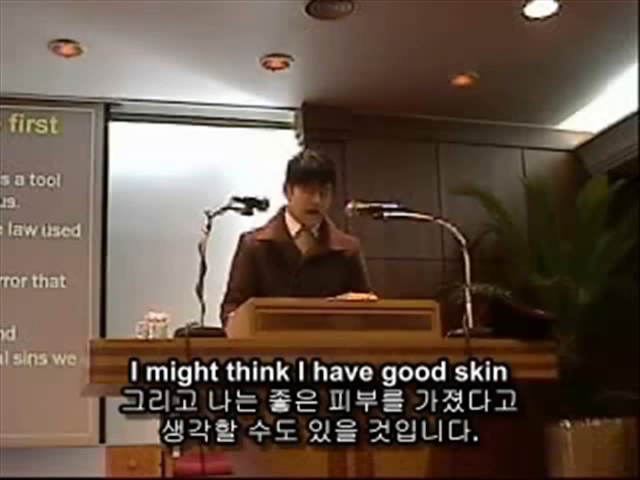 first
s a tool
us.
law used
rror that
nd
sins we
I might think I have good skin
그리고 나는 좋은 피부를 가졌다고
생각할 수도 있을 것입니다.